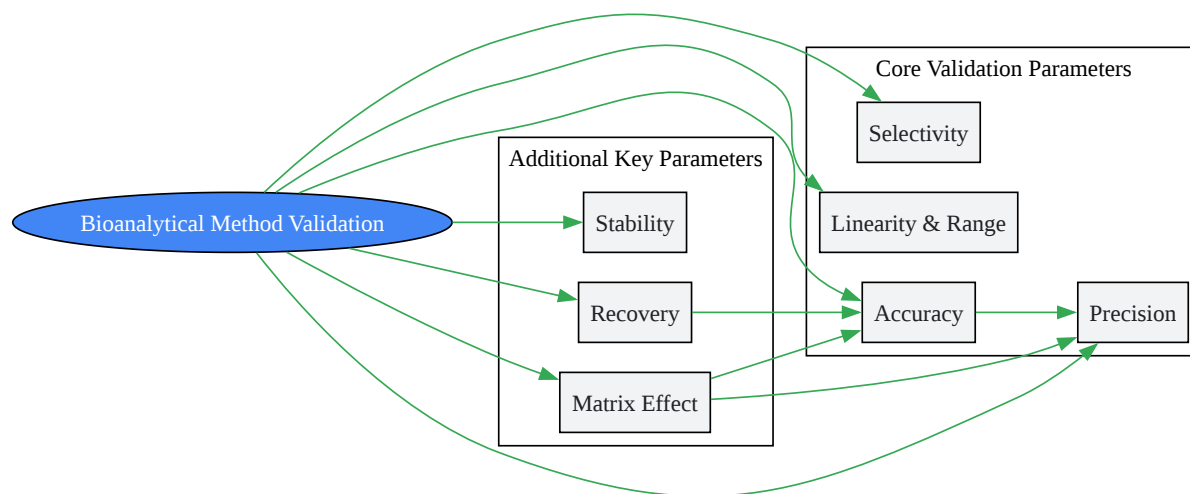 Bioanalytical Method Validation
Additional Key Parameters
Stability
Recovery
Matrix Effect
Core Validation Parameters
Selectivity
Linearity & Range
Accuracy
Precision